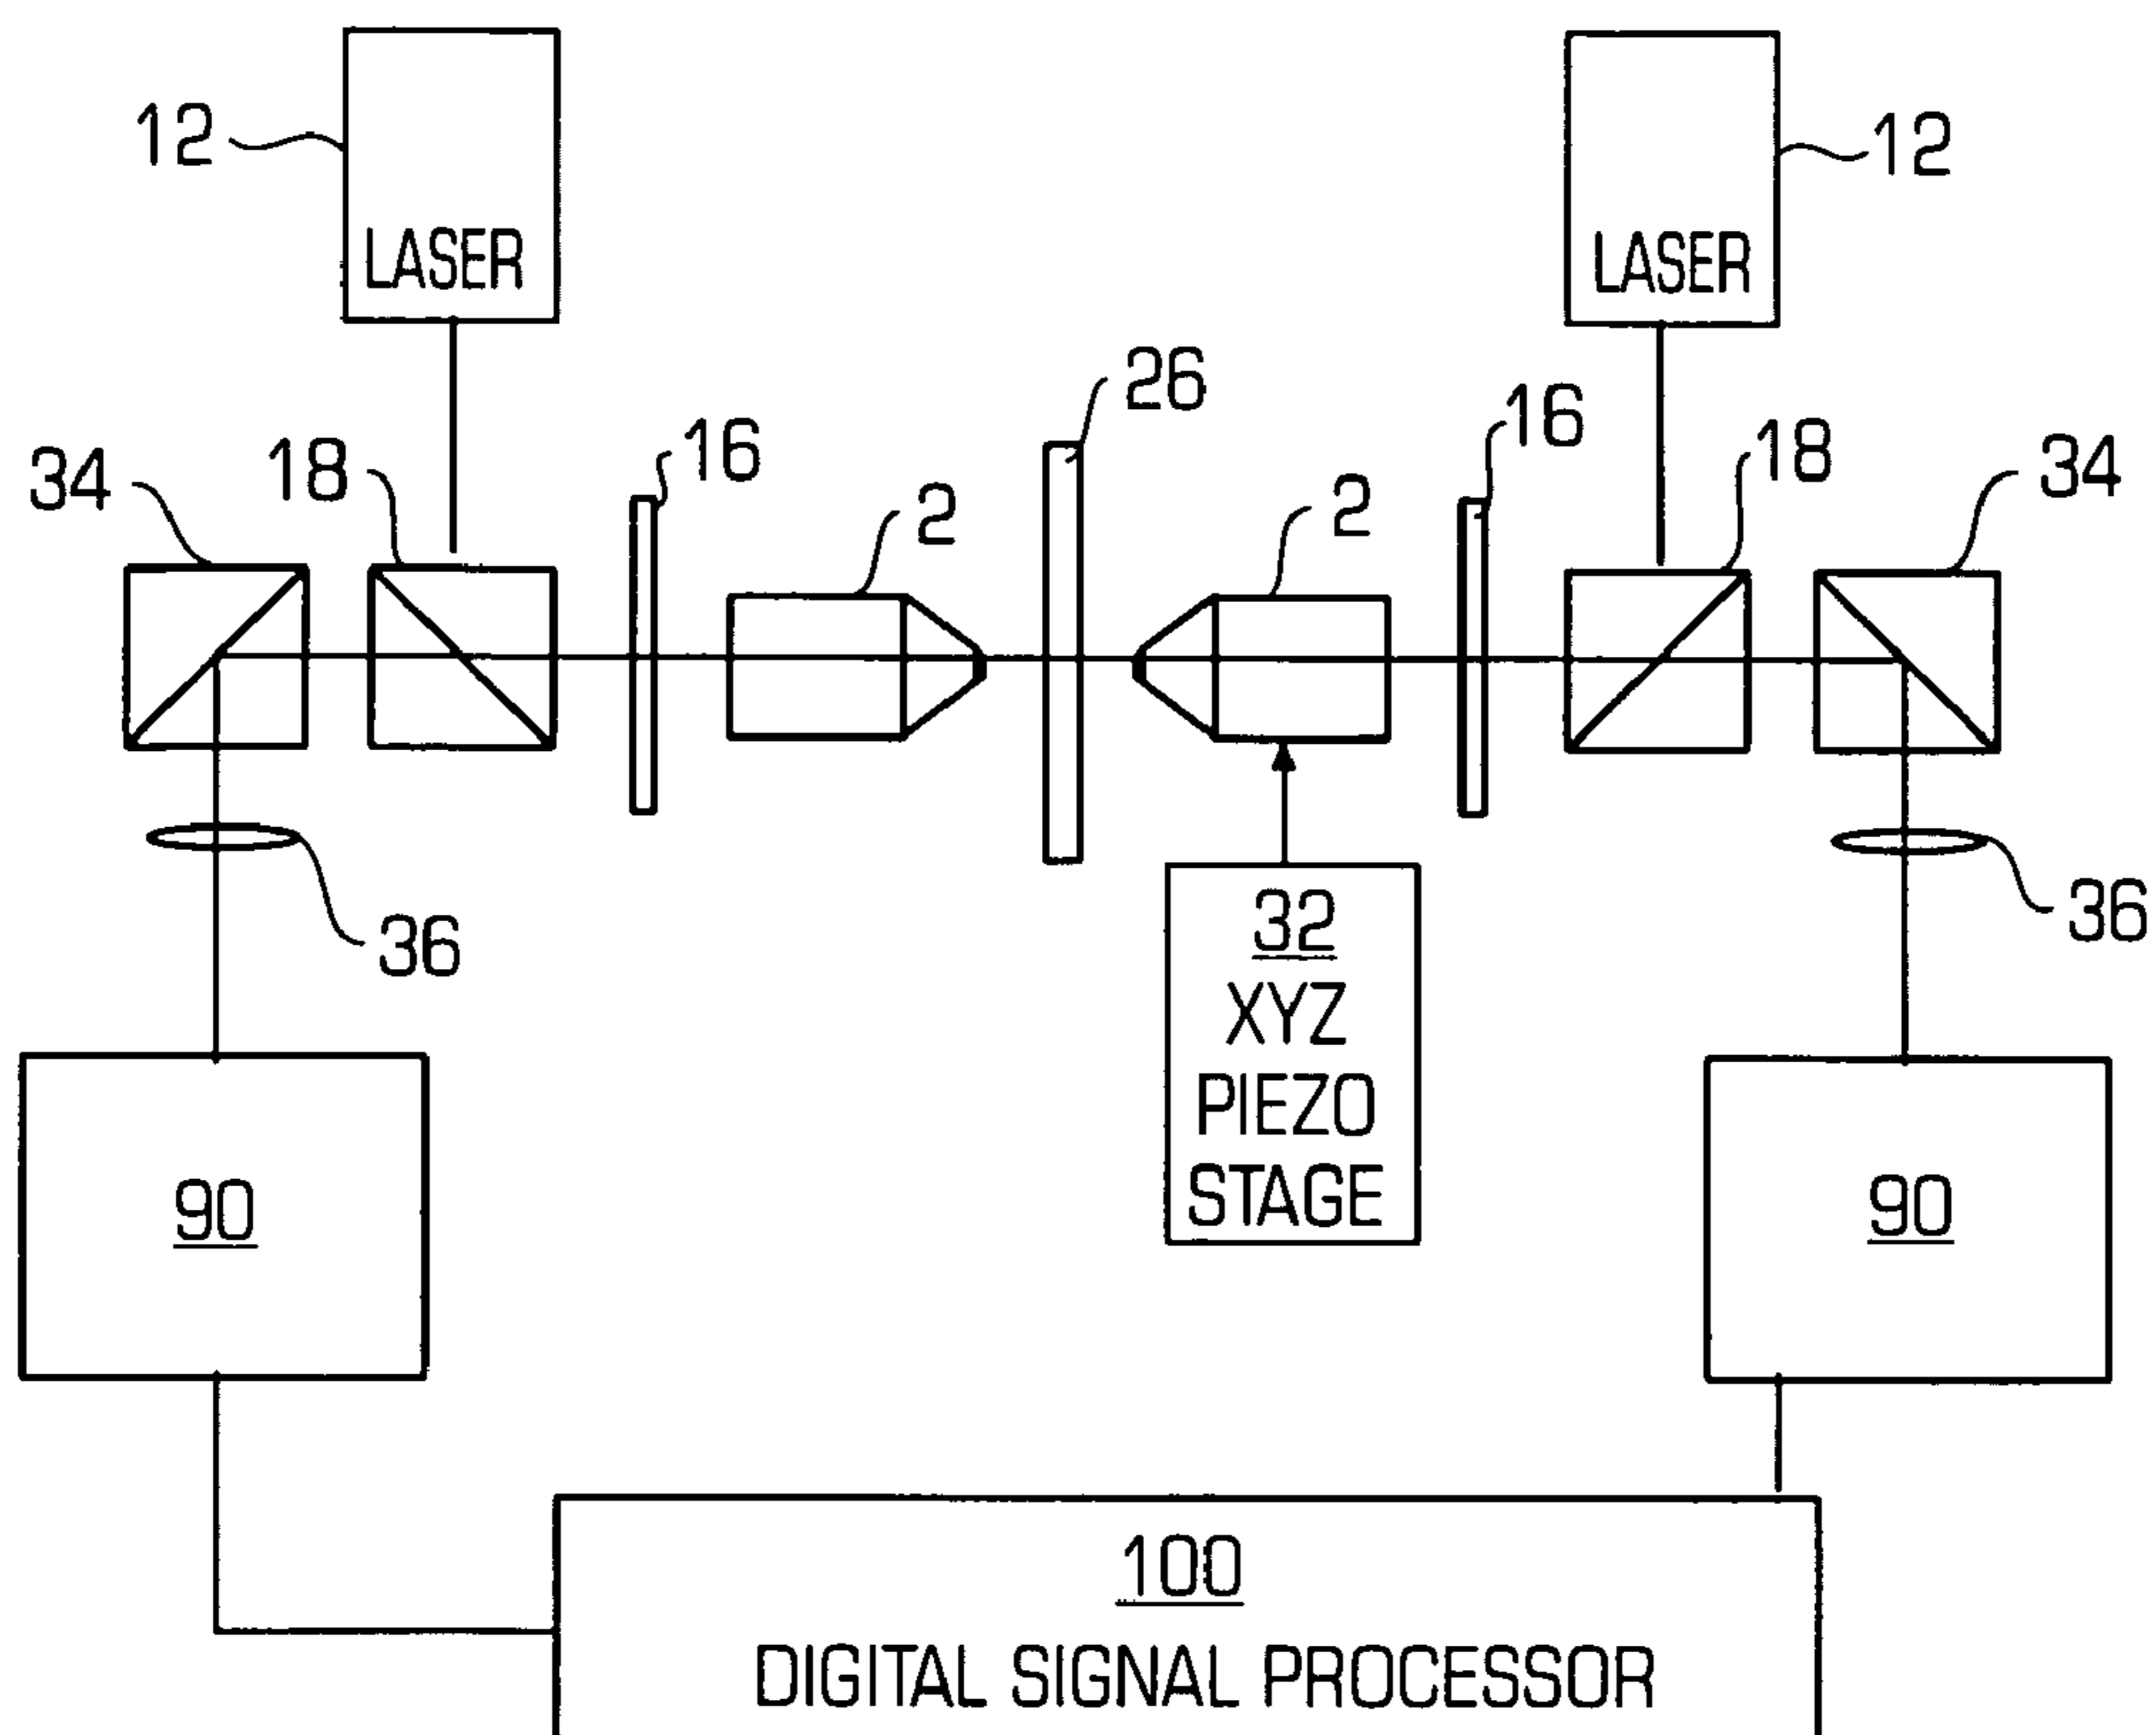 12
LASER
12
LASER
34
18
16
2
26
2
16
18
34
36
32
XYZ
PIEZO
STAGE
36
90
90
100
DIGITAL SIGNAL PROCESSOR